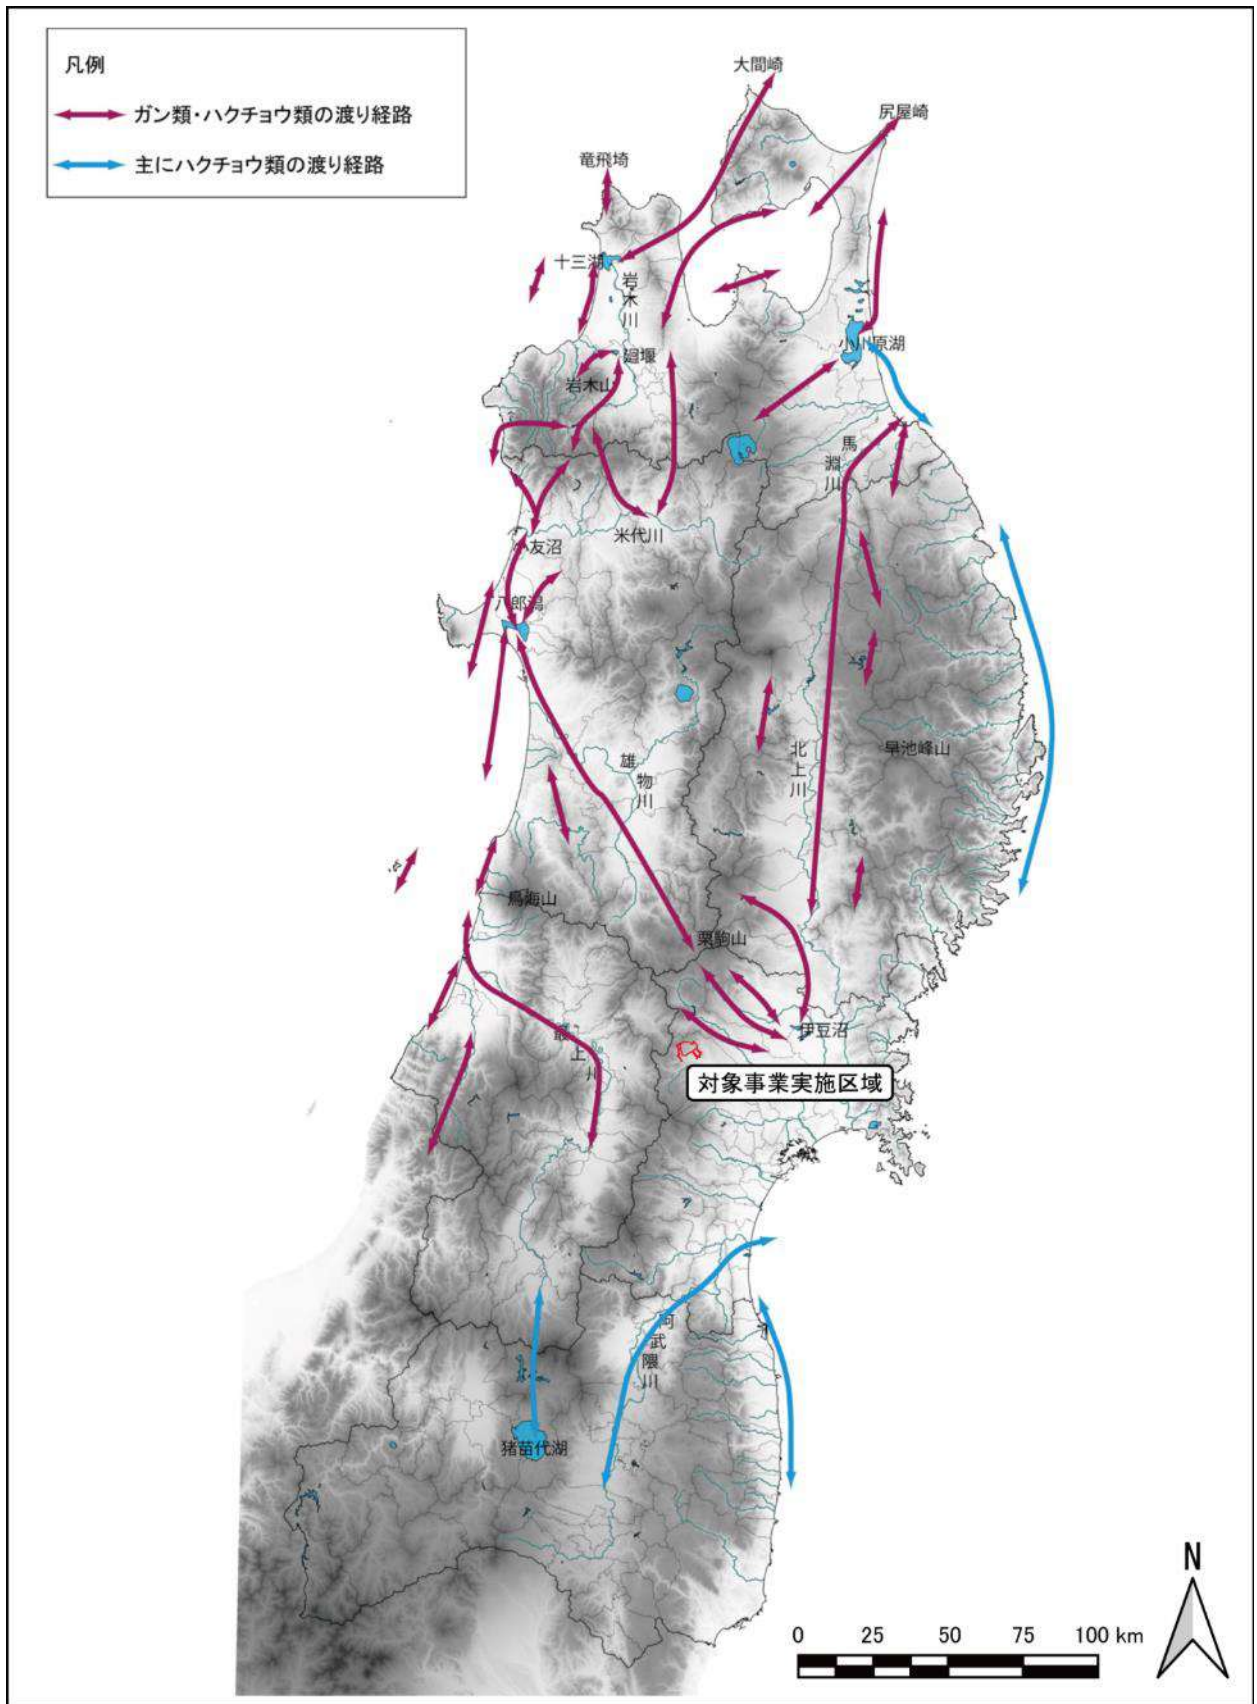 凡例
ガン類・ハクチョウ類の渡り経路
主にハクチョウ類の渡り経路
大間崎
尻屋崎
竜飛埼
十三湖
岩木川
小川原湖
廻堰
岩木山
馬淵川
米代川
小友沼
八郎潟
早池峰山
北上川
雄物川
鳥海山
栗駒山
伊豆沼
最上川
対象事業実施区域
阿武隈川
猪苗代湖
N
0 25 50 75 100 km